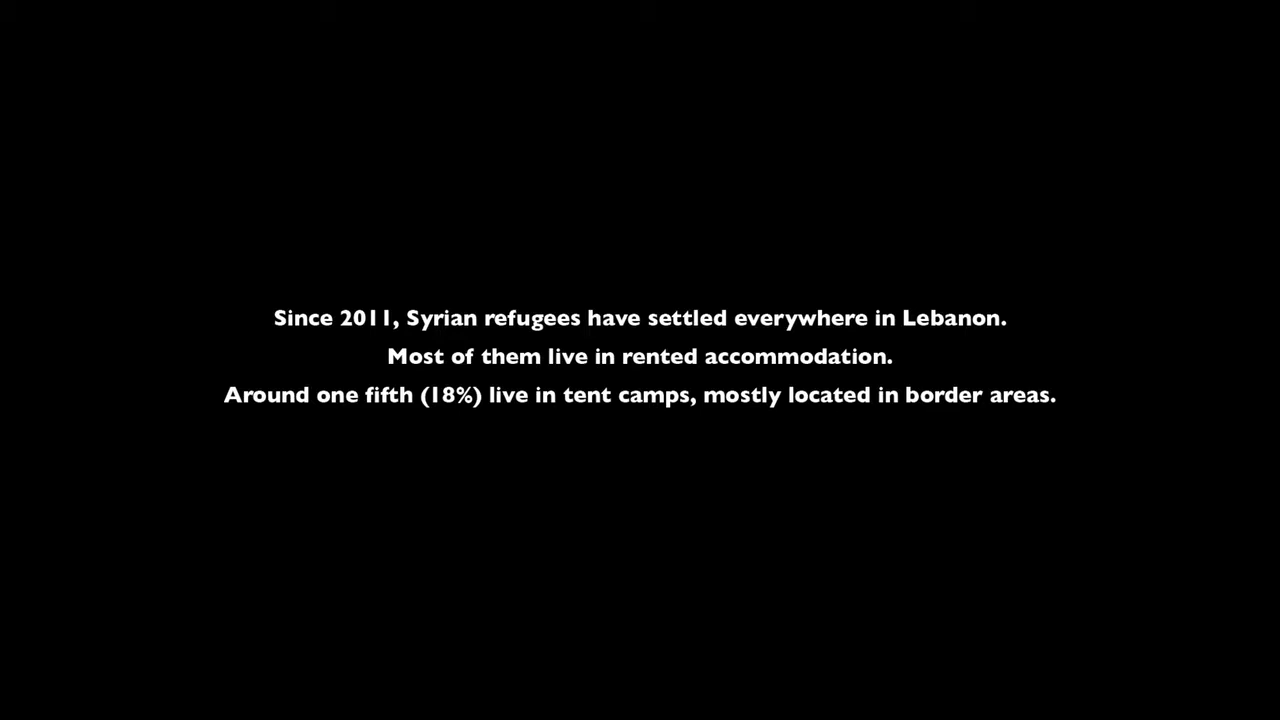 Since 2011, Syrian refugees have settled everywhere in Lebanon.
Most of them live in rented accommodation.
Around one fifth (18%) live in tent camps, mostly located in border areas.